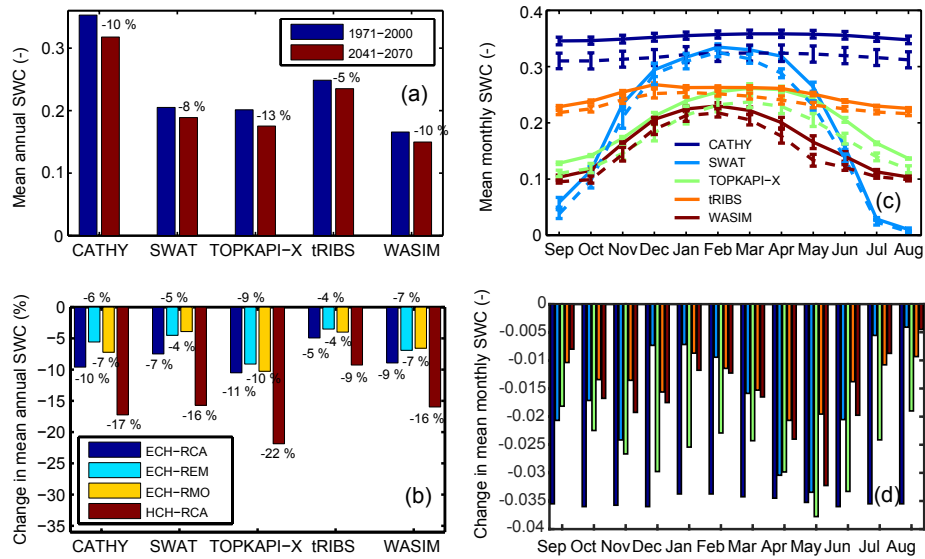 Mean annual SWC (-)
0.3
0.2
0.1
0
-10 %
-8 %
-13 %
-5 %
-10 %
1971-2000
2041-2070
(a)
CATHY SWAT TOPKAPI-X tRIBS WASIM
Mean monthly SWC (-)
0.4
0.3
0.2
0.1
0
CATHY
SWAT
TOPKAPI-X
tRIBS
WASIM
(c)
Sep Oct Nov Dec Jan Feb Mar Apr May Jun Jul Aug
Change in mean annual SWC (%)
0
-5
-10
-15
-20
-25
-30
-35
-6 % -5 % -9 % -4 % -7 %
-10 %
-7 %
-17 %
-7 %
-4 %
-16 %
-11 %
-10 %
-22 %
-5 %
-4 %
-9 %
-9 %
-7 %
-16 %
ECH-RCA
ECH-REM
ECH-RMO
HCH-RCA
(b)
CATHY SWAT TOPKAPI-X tRIBS WASIM
Change in mean monthly SWC (-)
0
-0.005
-0.01
-0.015
-0.02
-0.025
-0.03
-0.035
-0.04
(d)
Sep Oct Nov Dec Jan Feb Mar Apr May Jun Jul Aug